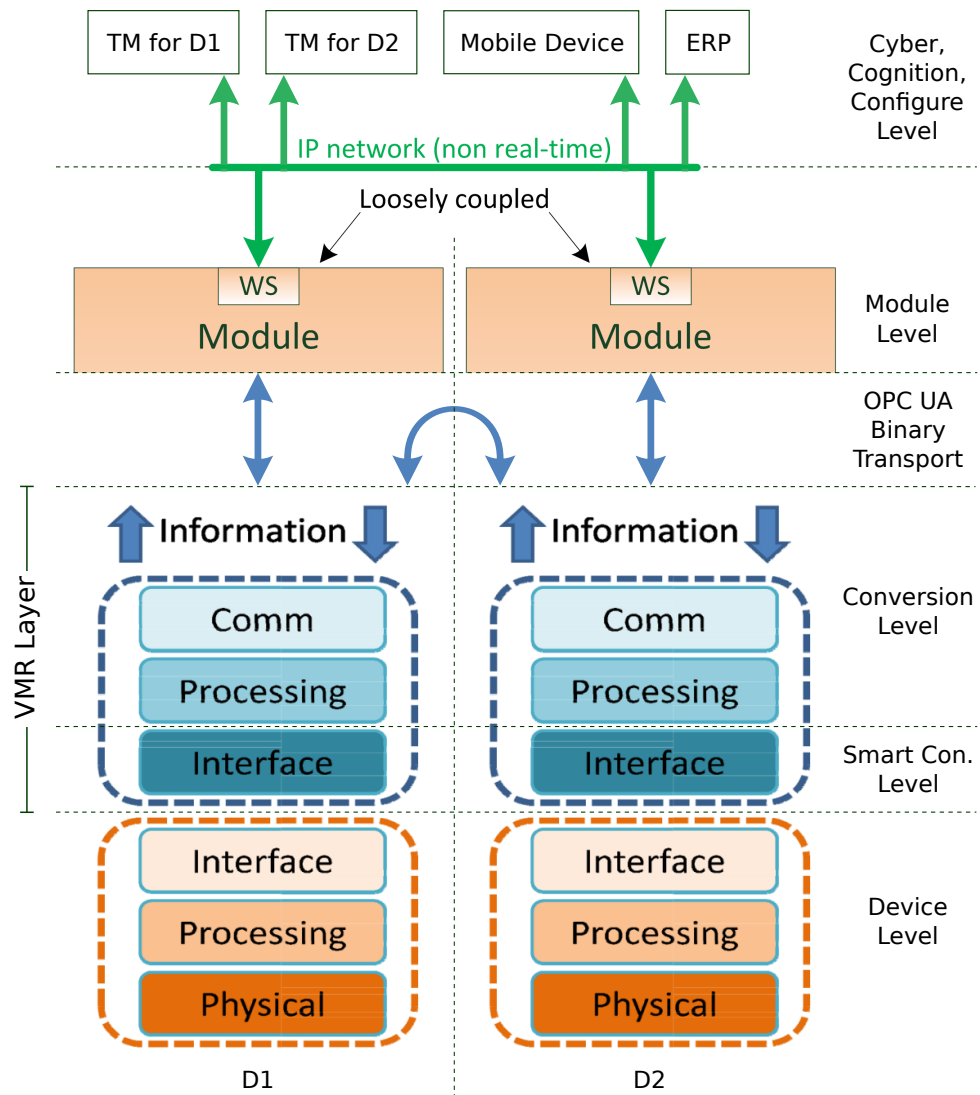 TM for D1
TM for D2
Mobile Device
ERP
Cyber,
Cognition,
Configure
Level
IP network (non real-time)
Loosely coupled
WS
Module
WS
Module
Module
Level
OPC UA
Binary
Transport
VMR Layer
Information
Information
Comm
Comm
Conversion
Level
Processing
Processing
Interface
Interface
Smart Con.
Level
Interface
Interface
Processing
Processing
Device
Level
Physical
Physical
D1
D2